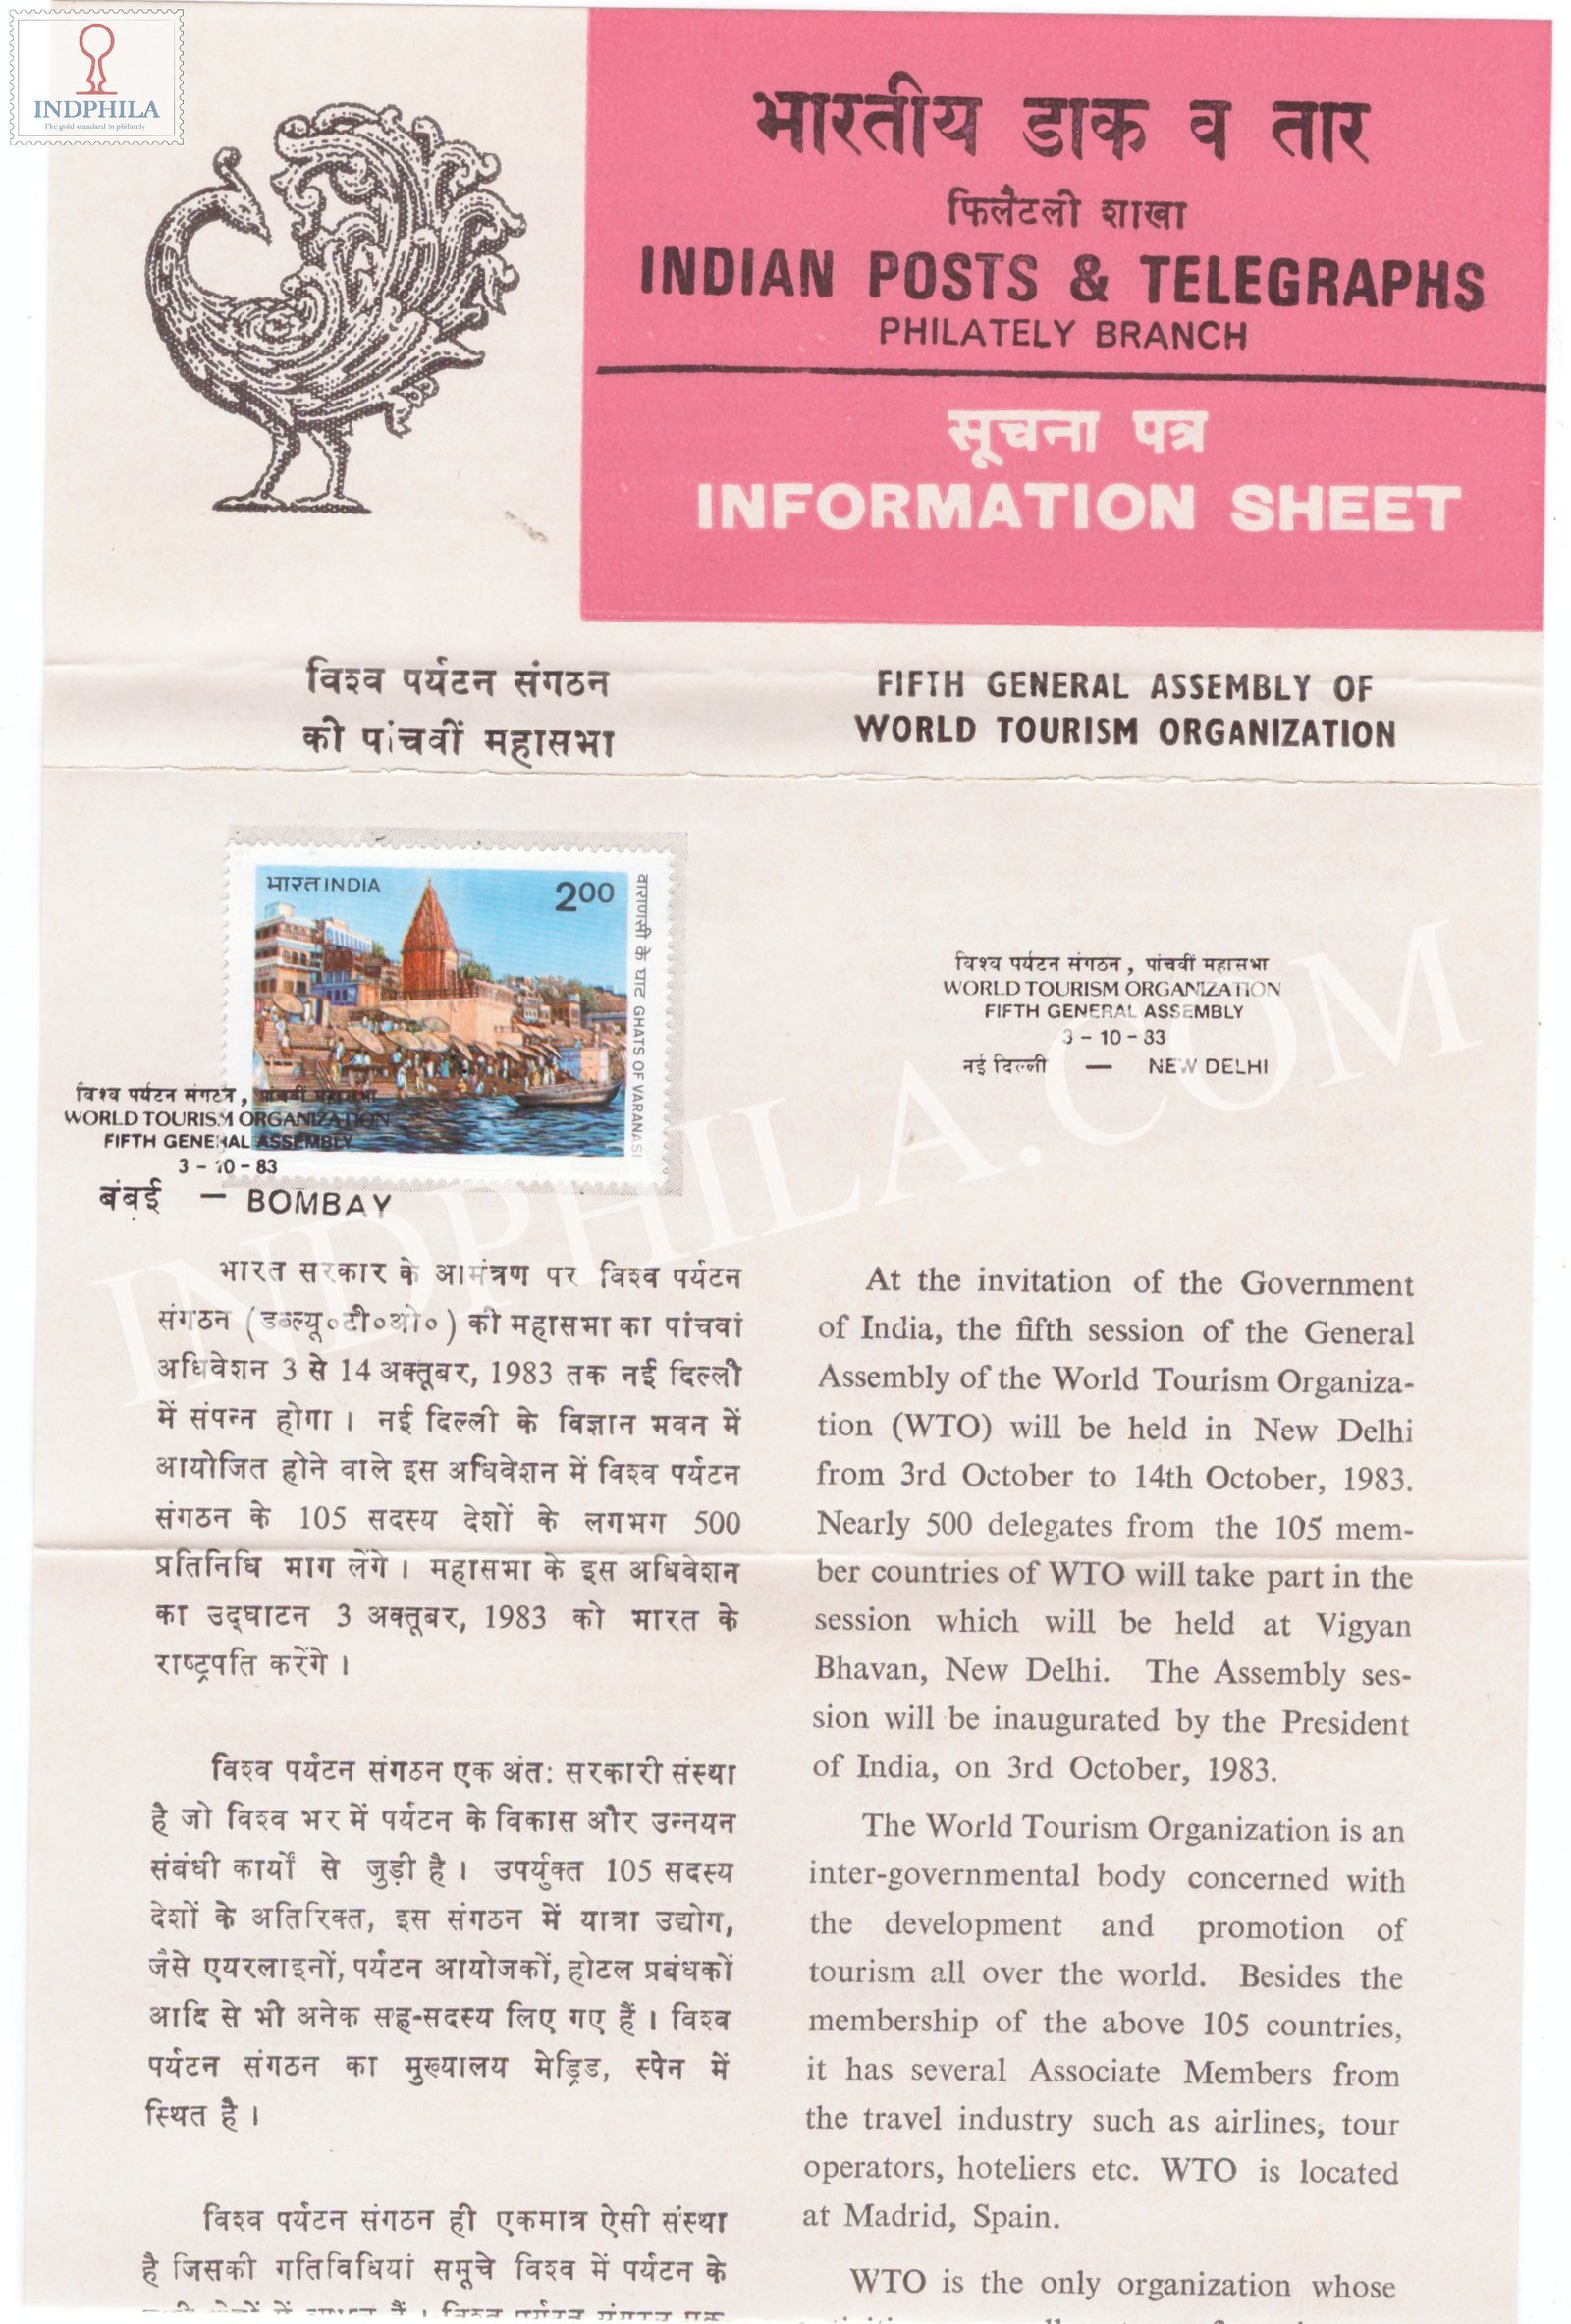 INDPHILA
The gold standard in philately
भारतीय डाक व तार
फिलैटली शाखा
INDIAN POSTS & TELEGRAPHS
PHILATELY BRANCH
सूचना पत्र
INFORMATION SHEET
विश्व पर्यटन संगठन
की पांचवीं महासभा
FIFTH GENERAL ASSEMBLY OF
WORLD TOURISM ORGANIZATION
भारत INDIA
200
वाराणसी के घाट GHATS OF VARANASI
विश्व पर्यटन संगठन, पांचवीं महासभा
WORLD TOURISM ORGANIZATION
FIFTH GENERAL ASSEMBLY
3-10-83
बंबई — BOMBAY
विश्व पर्यटन संगठन, पांचवीं महासभा
WORLD TOURISM ORGANIZATION
FIFTH GENERAL ASSEMBLY
3-10-83
नई दिल्ली — NEW DELHI
INDPHILA.COM
भारत सरकार के आमंत्रण पर विश्व पर्यटन
संगठन (डब्ल्यू०टी०ओ०) की महासभा का पांचवां
अधिवेशन 3 से 14 अक्तूबर, 1983 तक नई दिल्ली
में संपन्न होगा। नई दिल्ली के विज्ञान भवन में
आयोजित होने वाले इस अधिवेशन में विश्व पर्यटन
संगठन के 105 सदस्य देशों के लगभग 500
प्रतिनिधि भाग लेंगे। महासभा के इस अधिवेशन
का उद्घाटन 3 अक्तूबर, 1983 को भारत के
राष्ट्रपति करेंगे।
विश्व पर्यटन संगठन एक अंत: सरकारी संस्था
है जो विश्व भर में पर्यटन के विकास और उन्नयन
संबंधी कार्यों से जुड़ी है। उपर्युक्त 105 सदस्य
देशों के अतिरिक्त, इस संगठन में यात्रा उद्योग,
जैसे एयरलाइनों, पर्यटन आयोजकों, होटल प्रबंधकों
आदि से भी अनेक सह-सदस्य लिए गए हैं। विश्व
पर्यटन संगठन का मुख्यालय मेड्रिड, स्पेन में
स्थित है।
विश्व पर्यटन संगठन ही एकमात्र ऐसी संस्था
है जिसकी गतिविधियां समूचे विश्व में पर्यटन के
At the invitation of the Government
of India, the fifth session of the General
Assembly of the World Tourism Organiza-
tion (WTO) will be held in New Delhi
from 3rd October to 14th October, 1983.
Nearly 500 delegates from the 105 mem-
ber countries of WTO will take part in the
session which will be held at Vigyan
Bhavan, New Delhi. The Assembly ses-
sion will be inaugurated by the President
of India, on 3rd October, 1983.
The World Tourism Organization is an
inter-governmental body concerned with
the development and promotion of
tourism all over the world. Besides the
membership of the above 105 countries,
it has several Associate Members from
the travel industry such as airlines, tour
operators, hoteliers etc. WTO is located
at Madrid, Spain.
WTO is the only organization whose